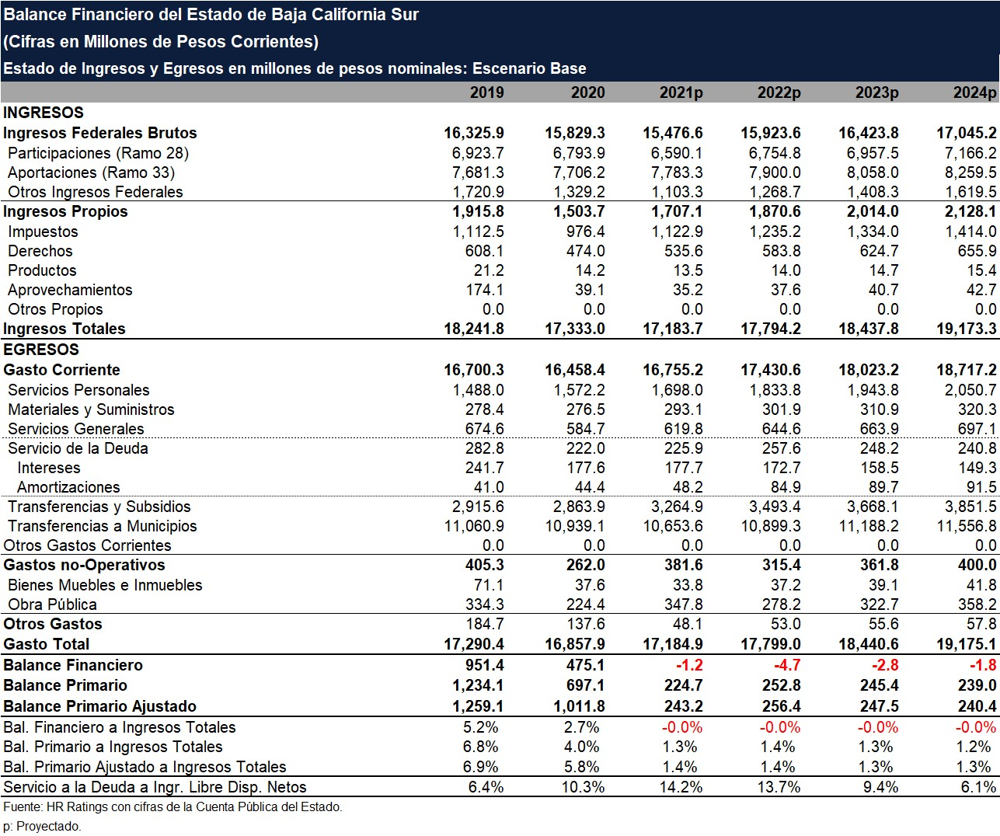 Balance Financiero del Estado de Baja California Sur
(Cifras en Millones de Pesos Corrientes)
Estado de Ingresos y Egresos en millones de pesos nominales: Escenario Base
2019 2020 2021p 2022p 2023p 2024p
INGRESOS
Ingresos Federales Brutos 16,325.9 15,829.3 15,476.6 15,923.6 16,423.8 17,045.2
Participaciones (Ramo 28) 6,923.7 6,793.9 6,590.1 6,754.8 6,957.5 7,166.2
Aportaciones (Ramo 33) 7,681.3 7,706.2 7,783.3 7,900.0 8,058.0 8,259.5
Otros Ingresos Federales 1,720.9 1,329.2 1,103.3 1,268.7 1,408.3 1,619.5
Ingresos Propios 1,915.8 1,503.7 1,707.1 1,870.6 2,014.0 2,128.1
Impuestos 1,112.5 976.4 1,122.9 1,235.2 1,334.0 1,414.0
Derechos 608.1 474.0 535.6 583.8 624.7 655.9
Productos 21.2 14.2 13.5 14.0 14.7 15.4
Aprovechamientos 174.1 39.1 35.2 37.6 40.7 42.7
Otros Propios 0.0 0.0 0.0 0.0 0.0 0.0
Ingresos Totales 18,241.8 17,333.0 17,183.7 17,794.2 18,437.8 19,173.3
EGRESOS
Gasto Corriente 16,700.3 16,458.4 16,755.2 17,430.6 18,023.2 18,717.2
Servicios Personales 1,488.0 1,572.2 1,698.0 1,833.8 1,943.8 2,050.7
Materiales y Suministros 278.4 276.5 293.1 301.9 310.9 320.3
Servicios Generales 674.6 584.7 619.8 644.6 663.9 697.1
Servicio de la Deuda 282.8 222.0 225.9 257.6 248.2 240.8
Intereses 241.7 177.6 177.7 172.7 158.5 149.3
Amortizaciones 41.0 44.4 48.2 84.9 89.7 91.5
Transferencias y Subsidios 2,915.6 2,863.9 3,264.9 3,493.4 3,668.1 3,851.5
Transferencias a Municipios 11,060.9 10,939.1 10,653.6 10,899.3 11,188.2 11,556.8
Otros Gastos Corrientes 0.0 0.0 0.0 0.0 0.0 0.0
Gastos no-Operativos 405.3 262.0 381.6 315.4 361.8 400.0
Bienes Muebles e Inmuebles 71.1 37.6 33.8 37.2 39.1 41.8
Obra Pública 334.3 224.4 347.8 278.2 322.7 358.2
Otros Gastos 184.7 137.6 48.1 53.0 55.6 57.8
Gasto Total 17,290.4 16,857.9 17,184.9 17,799.0 18,440.6 19,175.1
Balance Financiero 951.4 475.1 -1.2 -4.7 -2.8 -1.8
Balance Primario 1,234.1 697.1 224.7 252.8 245.4 239.0
Balance Primario Ajustado 1,259.1 1,011.8 243.2 256.4 247.5 240.4
Bal. Financiero a Ingresos Totales 5.2% 2.7% -0.0% -0.0% -0.0% -0.0%
Bal. Primario a Ingresos Totales 6.8% 4.0% 1.3% 1.4% 1.3% 1.2%
Bal. Primario Ajustado a Ingresos Totales 6.9% 5.8% 1.4% 1.4% 1.3% 1.3%
Servicio a la Deuda a Ingr. Libre Disp. Netos 6.4% 10.3% 14.2% 13.7% 9.4% 6.1%
Fuente: HR Ratings con cifras de la Cuenta Pública del Estado.
p: Proyectado.